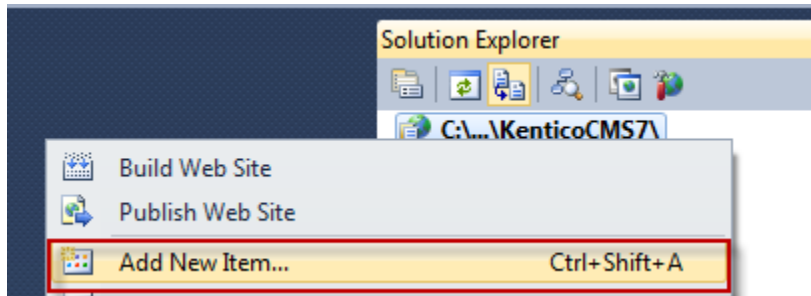 Solution Explorer
C:\...\KenticoCMS7\
Build Web Site
Publish Web Site
Add New Item... Ctrl+Shift+A